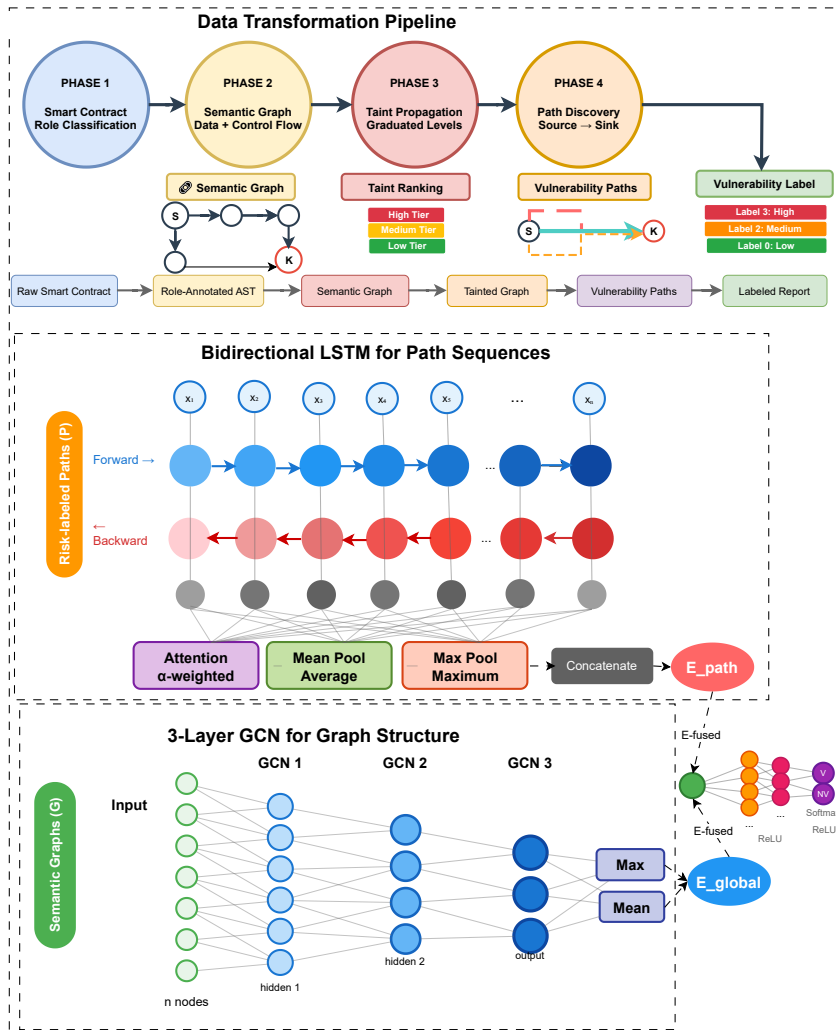 Data Transformation Pipeline
PHASE 1
Smart Contract
Role Classification
PHASE 2
Semantic Graph
Data + Control Flow
PHASE 3
Taint Propagation
Graduated Levels
PHASE 4
Path Discovery
Source → Sink
Semantic Graph
Taint Ranking
Vulnerability Paths
Vulnerability Label
S
K
High Tier
Medium Tier
Low Tier
S
K
Label 3: High
Label 2: Medium
Label 0: Low
Raw Smart Contract
Role-Annotated AST
Semantic Graph
Tainted Graph
Vulnerability Paths
Labeled Report
Bidirectional LSTM for Path Sequences
Risk-labeled Paths (P)
x₁
x₂
x₃
x₄
x₅
...
xₙ
Forward →
...
←
Backward
...
Attention
α-weighted
Mean Pool
Average
Max Pool
Maximum
Concatenate
E_path
3-Layer GCN for Graph Structure
Semantic Graphs (G)
GCN 1
GCN 2
GCN 3
Input
n nodes
hidden 1
hidden 2
output
Max
Mean
E_global
E-fused
E-fused
...
...
V
NV
Softma
ReLU
ReLU